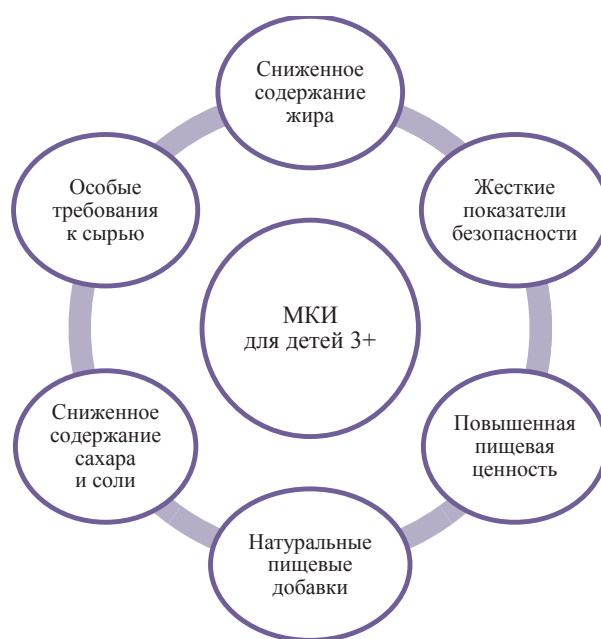 Сниженное
содержание
жира
Жесткие
показатели
безопасности
Повышенная
пищевая
ценность
Натуральные
пищевые
добавки
Сниженное
содержание
сахара
и соли
Особые
требования
к сырью
МКИ
для детей 3+